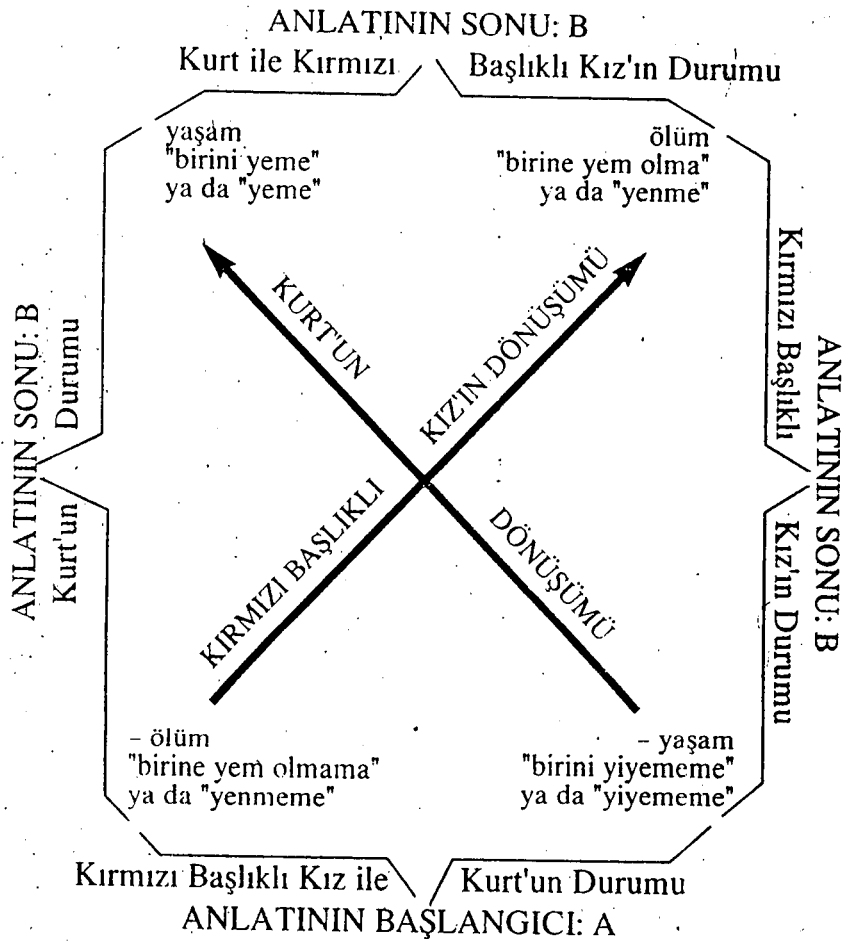 ANLATININ SONU: B
Kurt ile Kırmızı Başlıklı Kız'ın Durumu
yaşam
"birini yeme"
ya da "yeme"
ölüm
"birine yem olma"
ya da "yenme"
ANLATININ SONU: B
Kurt'un Durumu
KURT'UN DÖNÜŞÜMÜ
KIRMIZI BAŞLIKLI KIZ'IN DÖNÜŞÜMÜ
Kırmızı Başlıklı Kız'ın Durumu
ANLATININ SONU: B
– ölüm
"birine yem olmama"
ya da "yenmeme"
– yaşam
"birini yiyememe"
ya da "yiyememe"
Kırmızı Başlıklı Kız ile Kurt'un Durumu
ANLATININ BAŞLANGICI: A